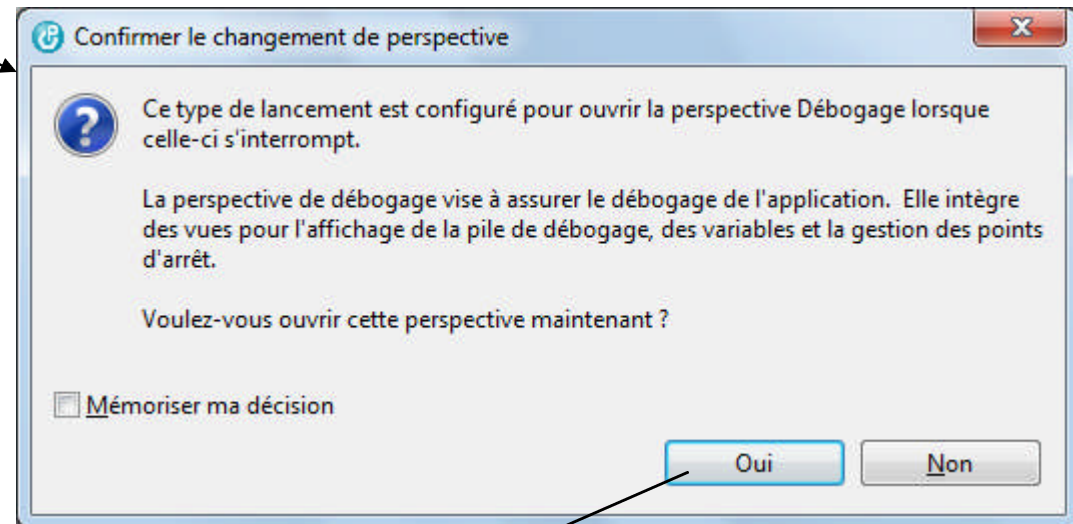 Confirmer le changement de perspective
Ce type de lancement est configuré pour ouvrir la perspective Débogage lorsque
celle-ci s'interrompt.
La perspective de débogage vise à assurer le débogage de l'application. Elle intègre
des vues pour l'affichage de la pile de débogage, des variables et la gestion des points
d'arrêt.
Voulez-vous ouvrir cette perspective maintenant ?
Mémoriser ma décision
Oui
Non